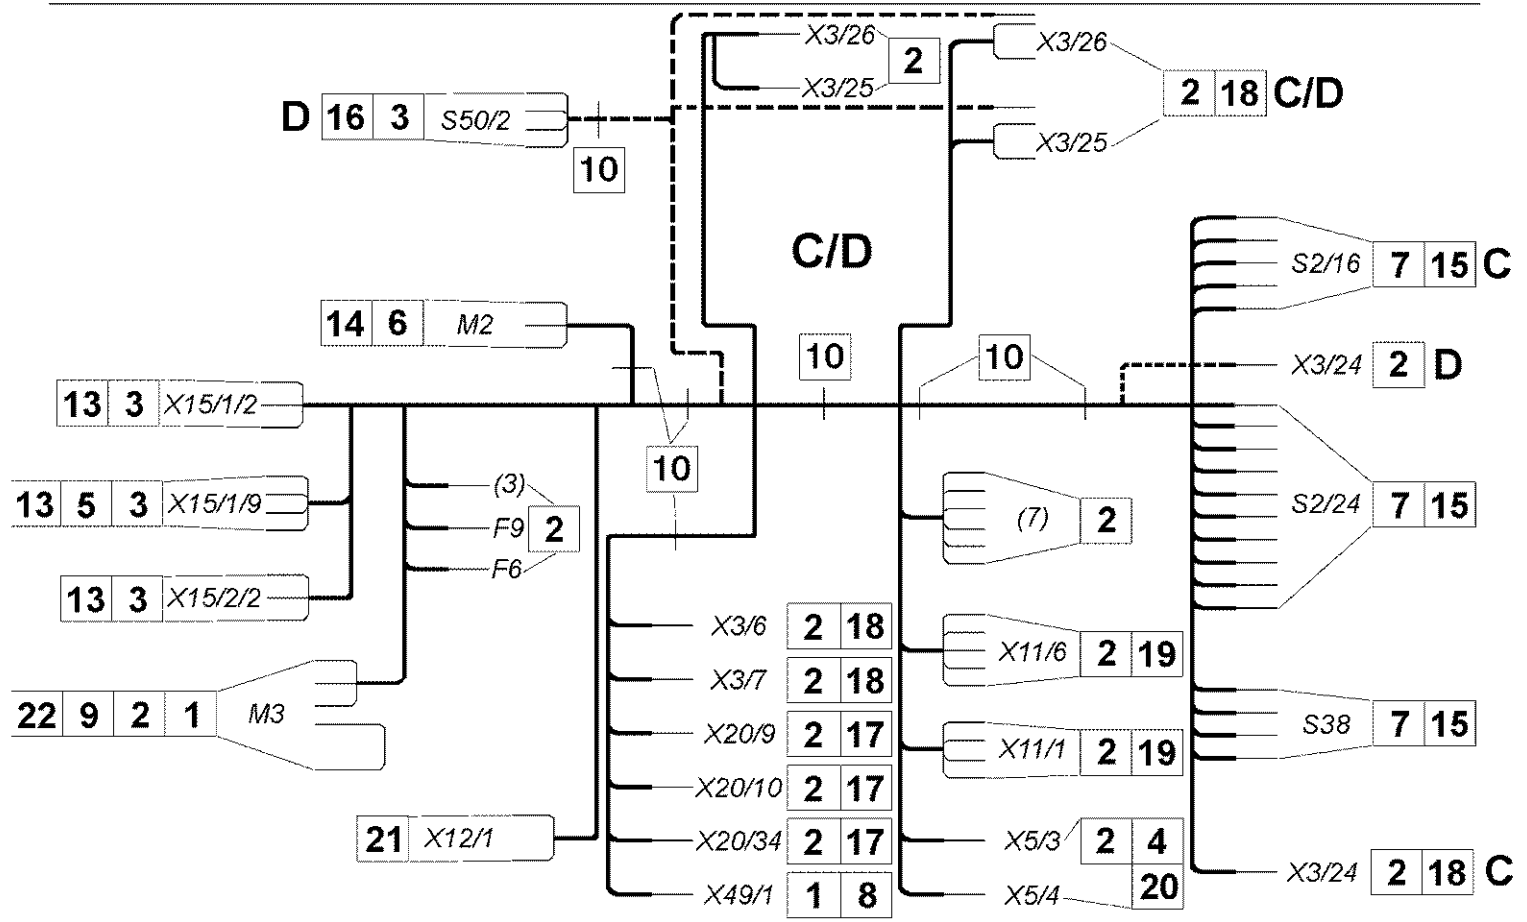 X3/26
2
X3/25
X3/26
2 18 C/D
X3/25
D 16 3 S50/2
10
C/D
S2/16 7 15 C
14 6 M2
10
10
X3/24 2 D
13 3 X15/1/2
10
13 5 3 X15/1/9
(3)
F9 2
F6
(7) 2
S2/24 7 15
13 3 X15/2/2
X3/6 2 18
X11/6 2 19
X3/7 2 18
22 9 2 1 M3
X20/9 2 17
X11/1 2 19
S38 7 15
X20/10 2 17
21 X12/1
X20/34 2 17
X5/3 2 4
20
X49/1 1 8
X5/4
X3/24 2 18 C